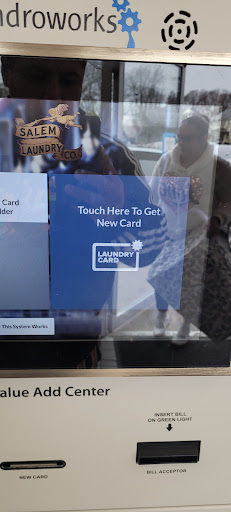 ndroworks
SALEM
LAUNDRY
CO.
Card
lder
Touch Here To Get
New Card
LAUNDRY
CARD
This System Works
alue Add Center
INSERT BILL
ON GREEN LIGHT
NEW CARD
BILL ACCEPTOR